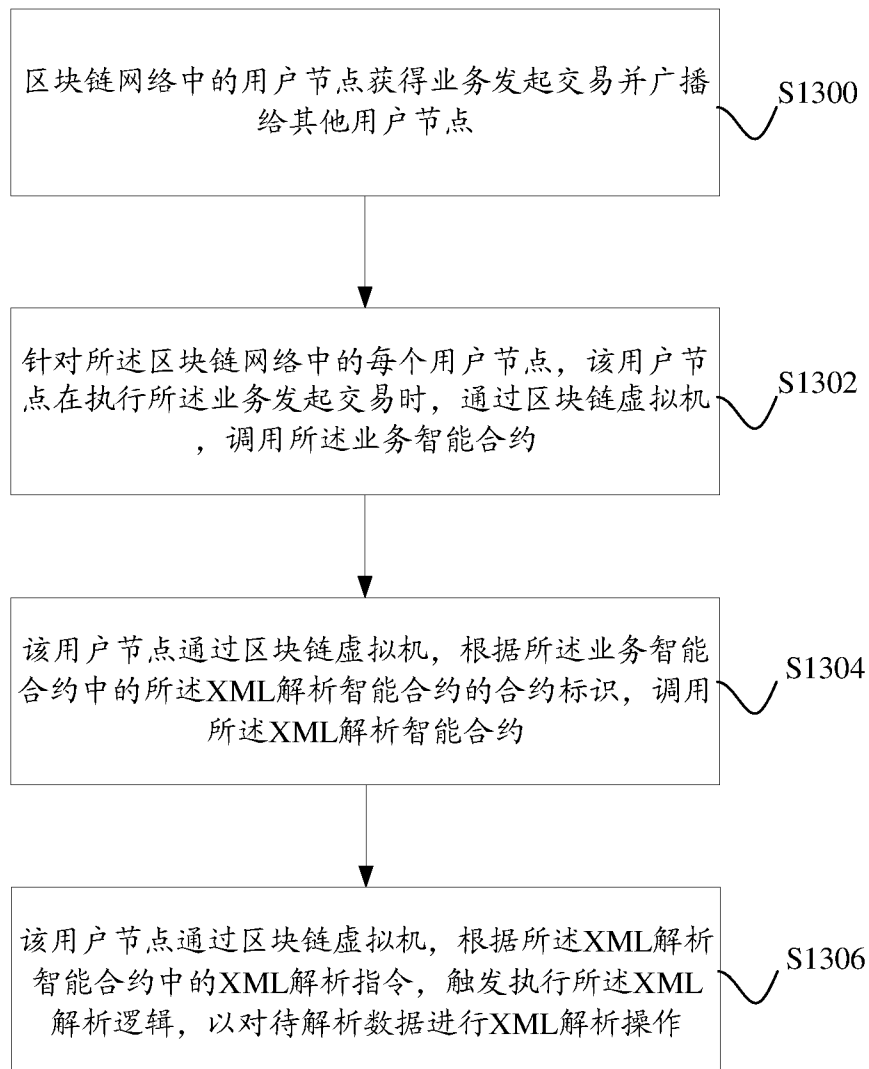 区块链网络中的用户节点获得业务发起交易并广播
给其他用户节点
S1300
针对所述区块链网络中的每个用户节点，该用户节
点在执行所述业务发起交易时，通过区块链虚拟机
，调用所述业务智能合约
S1302
该用户节点通过区块链虚拟机，根据所述业务智能
合约中的所述XML解析智能合约的合约标识，调用
所述XML解析智能合约
S1304
该用户节点通过区块链虚拟机，根据所述XML解析
智能合约中的XML解析指令，触发执行所述XML
解析逻辑，以对待解析数据进行XML解析操作
S1306